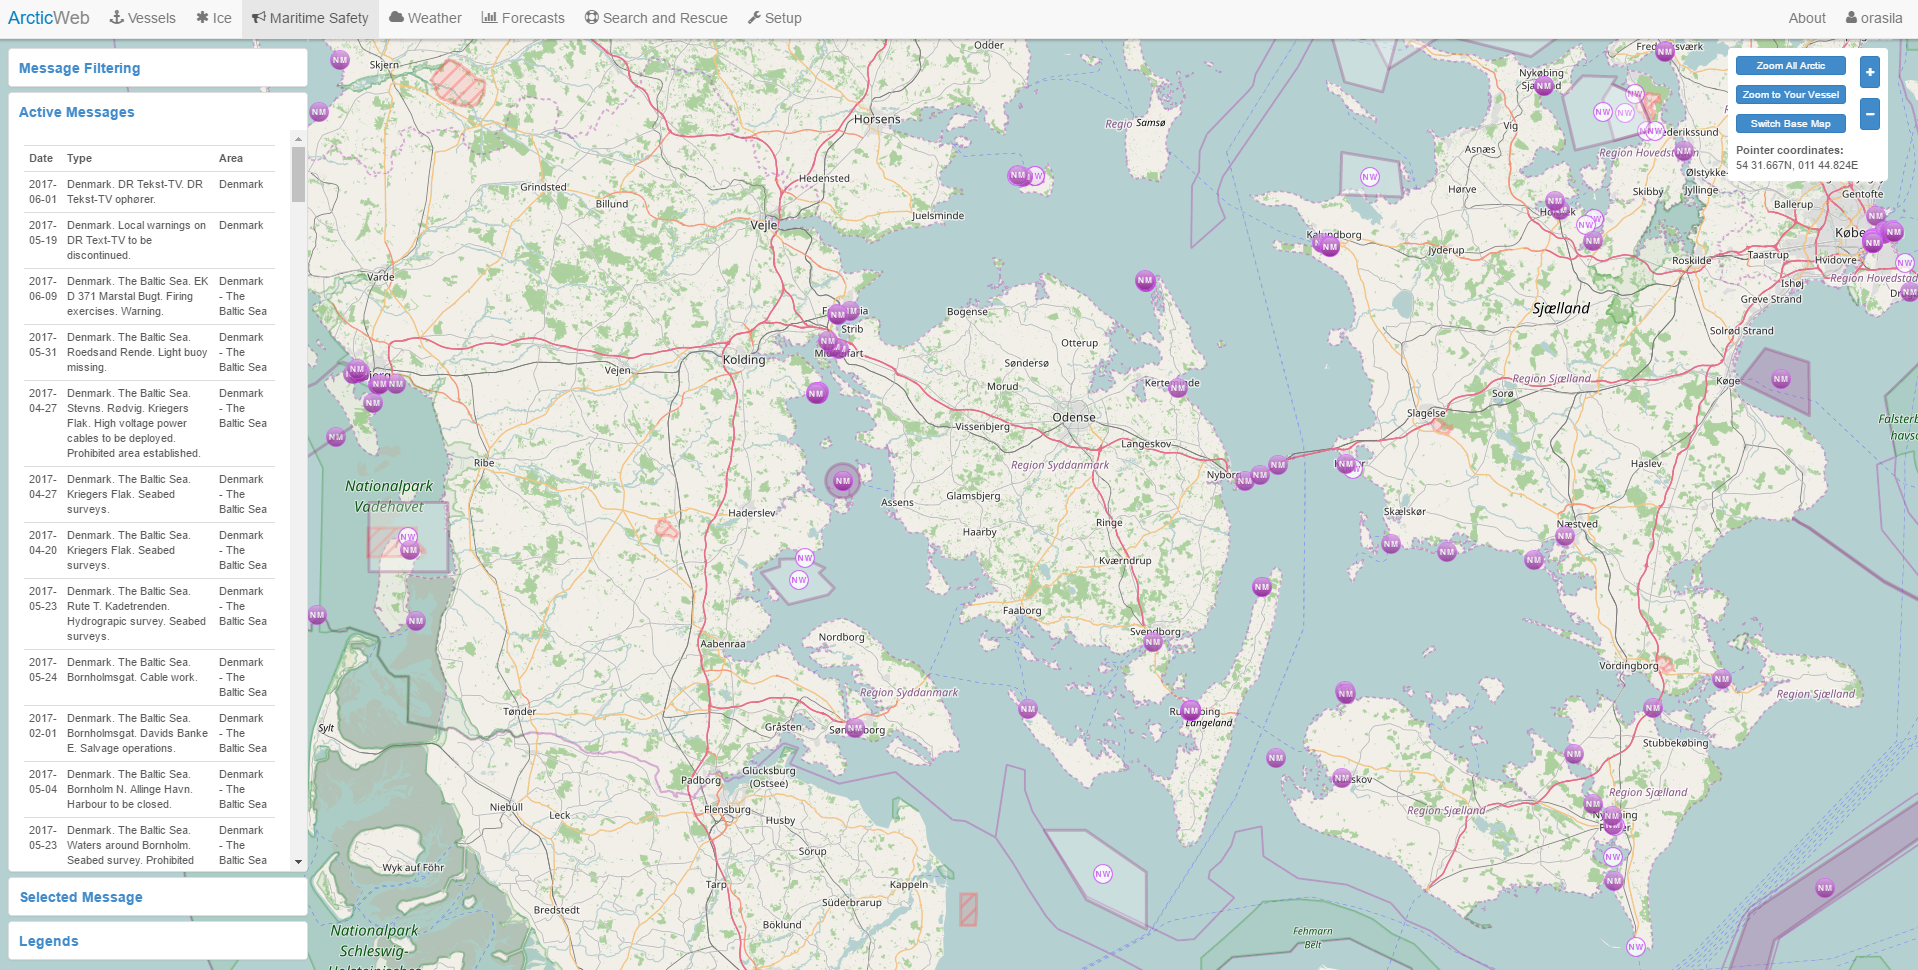 ArcticWeb Vessels Ice Maritime Safety Weather Forecasts Search and Rescue Setup About orasila
Message Filtering
Active Messages
Date Type Area
2017-06-01 Denmark. DR Tekst-TV. DR Tekst-TV ophører. Denmark
2017-05-19 Denmark. Local warnings on DR Text-TV to be discontinued. Denmark
2017-06-09 Denmark. The Baltic Sea. EK D 371 Marstal Bugt. Firing exercises. Warning. Denmark - The Baltic Sea
2017-05-31 Denmark. The Baltic Sea. Roedsand Rende. Light buoy missing. Denmark - The Baltic Sea
2017-04-27 Denmark. The Baltic Sea. Stevns. Rødvig. Kriegers Flak. High voltage power cables to be deployed. Prohibited area established. Denmark - The Baltic Sea
2017-04-27 Denmark. The Baltic Sea. Kriegers Flak. Seabed surveys. Denmark - The Baltic Sea
2017-04-20 Denmark. The Baltic Sea. Kriegers Flak. Seabed surveys. Denmark - The Baltic Sea
2017-05-23 Denmark. The Baltic Sea. Rute T. Kadetrenden. Hydrograpic survey. Seabed surveys. Denmark - The Baltic Sea
2017-05-24 Denmark. The Baltic Sea. Bornholmsgat. Cable work. Denmark - The Baltic Sea
2017-02-01 Denmark. The Baltic Sea. Bornholmsgat. Davids Banke E. Salvage operations. Denmark - The Baltic Sea
2017-05-04 Denmark. The Baltic Sea. Bornholm N. Allinge Havn. Harbour to be closed. Denmark - The Baltic Sea
2017-05-23 Denmark. The Baltic Sea. Waters around Bornholm. Seabed survey. Prohibited Denmark - The Baltic Sea
Selected Message
Legends
Zoom All Arctic
Zoom to Your Vessel
Switch Base Map
+
−
Pointer coordinates:
54 31.667N, 011 44.824E
Skjern
Odder
Horsens
Regio
Samsø
Nykøbing
Vig
Asnæs
Region Hovedst
Ølstykke
Jyllinge
Skibby
Gentofte
Ballerup
Hedensted
Grindsted
Billund
Juelsminde
Vejle
Hørve
Jyderup
Roskilde
Taastrup
Hvidovre
Ishøj
Region Hovedstad
Greve Strand
Varde
Bogense
Strib
Otterup
Søndersø
Morud
Kolding
Vejen
Sjælland
Solrød Strand
Køge
Region Sjælland
Sorø
Slagelse
Odense
Vissenbjerg
Langeskov
Region Syddanmark
Ribe
Nationalpark
Vadehavet
Haderslev
Assens
Glamsbjerg
Haarby
Ringe
Kværndrup
Haslev
Skælskør
Næstved
Faaborg
Svendborg
Nordborg
Aabenraa
Region Syddanmark
Vordingborg
Region Sjælland
Sylt
Tønder
Gråsten
Langeland
Stubbekøbing
Glücksburg
(Ostsee)
Padborg
Flensburg
Husby
Niebüll
Leck
Region Sjælland
Region Sjælland
Sörup
Wyk auf Föhr
Tarp
Kappeln
Süderbrarup
Bredstedt
Böklund
Nationalpark
Schleswig-
Fehmarn
Belt
NM
NW